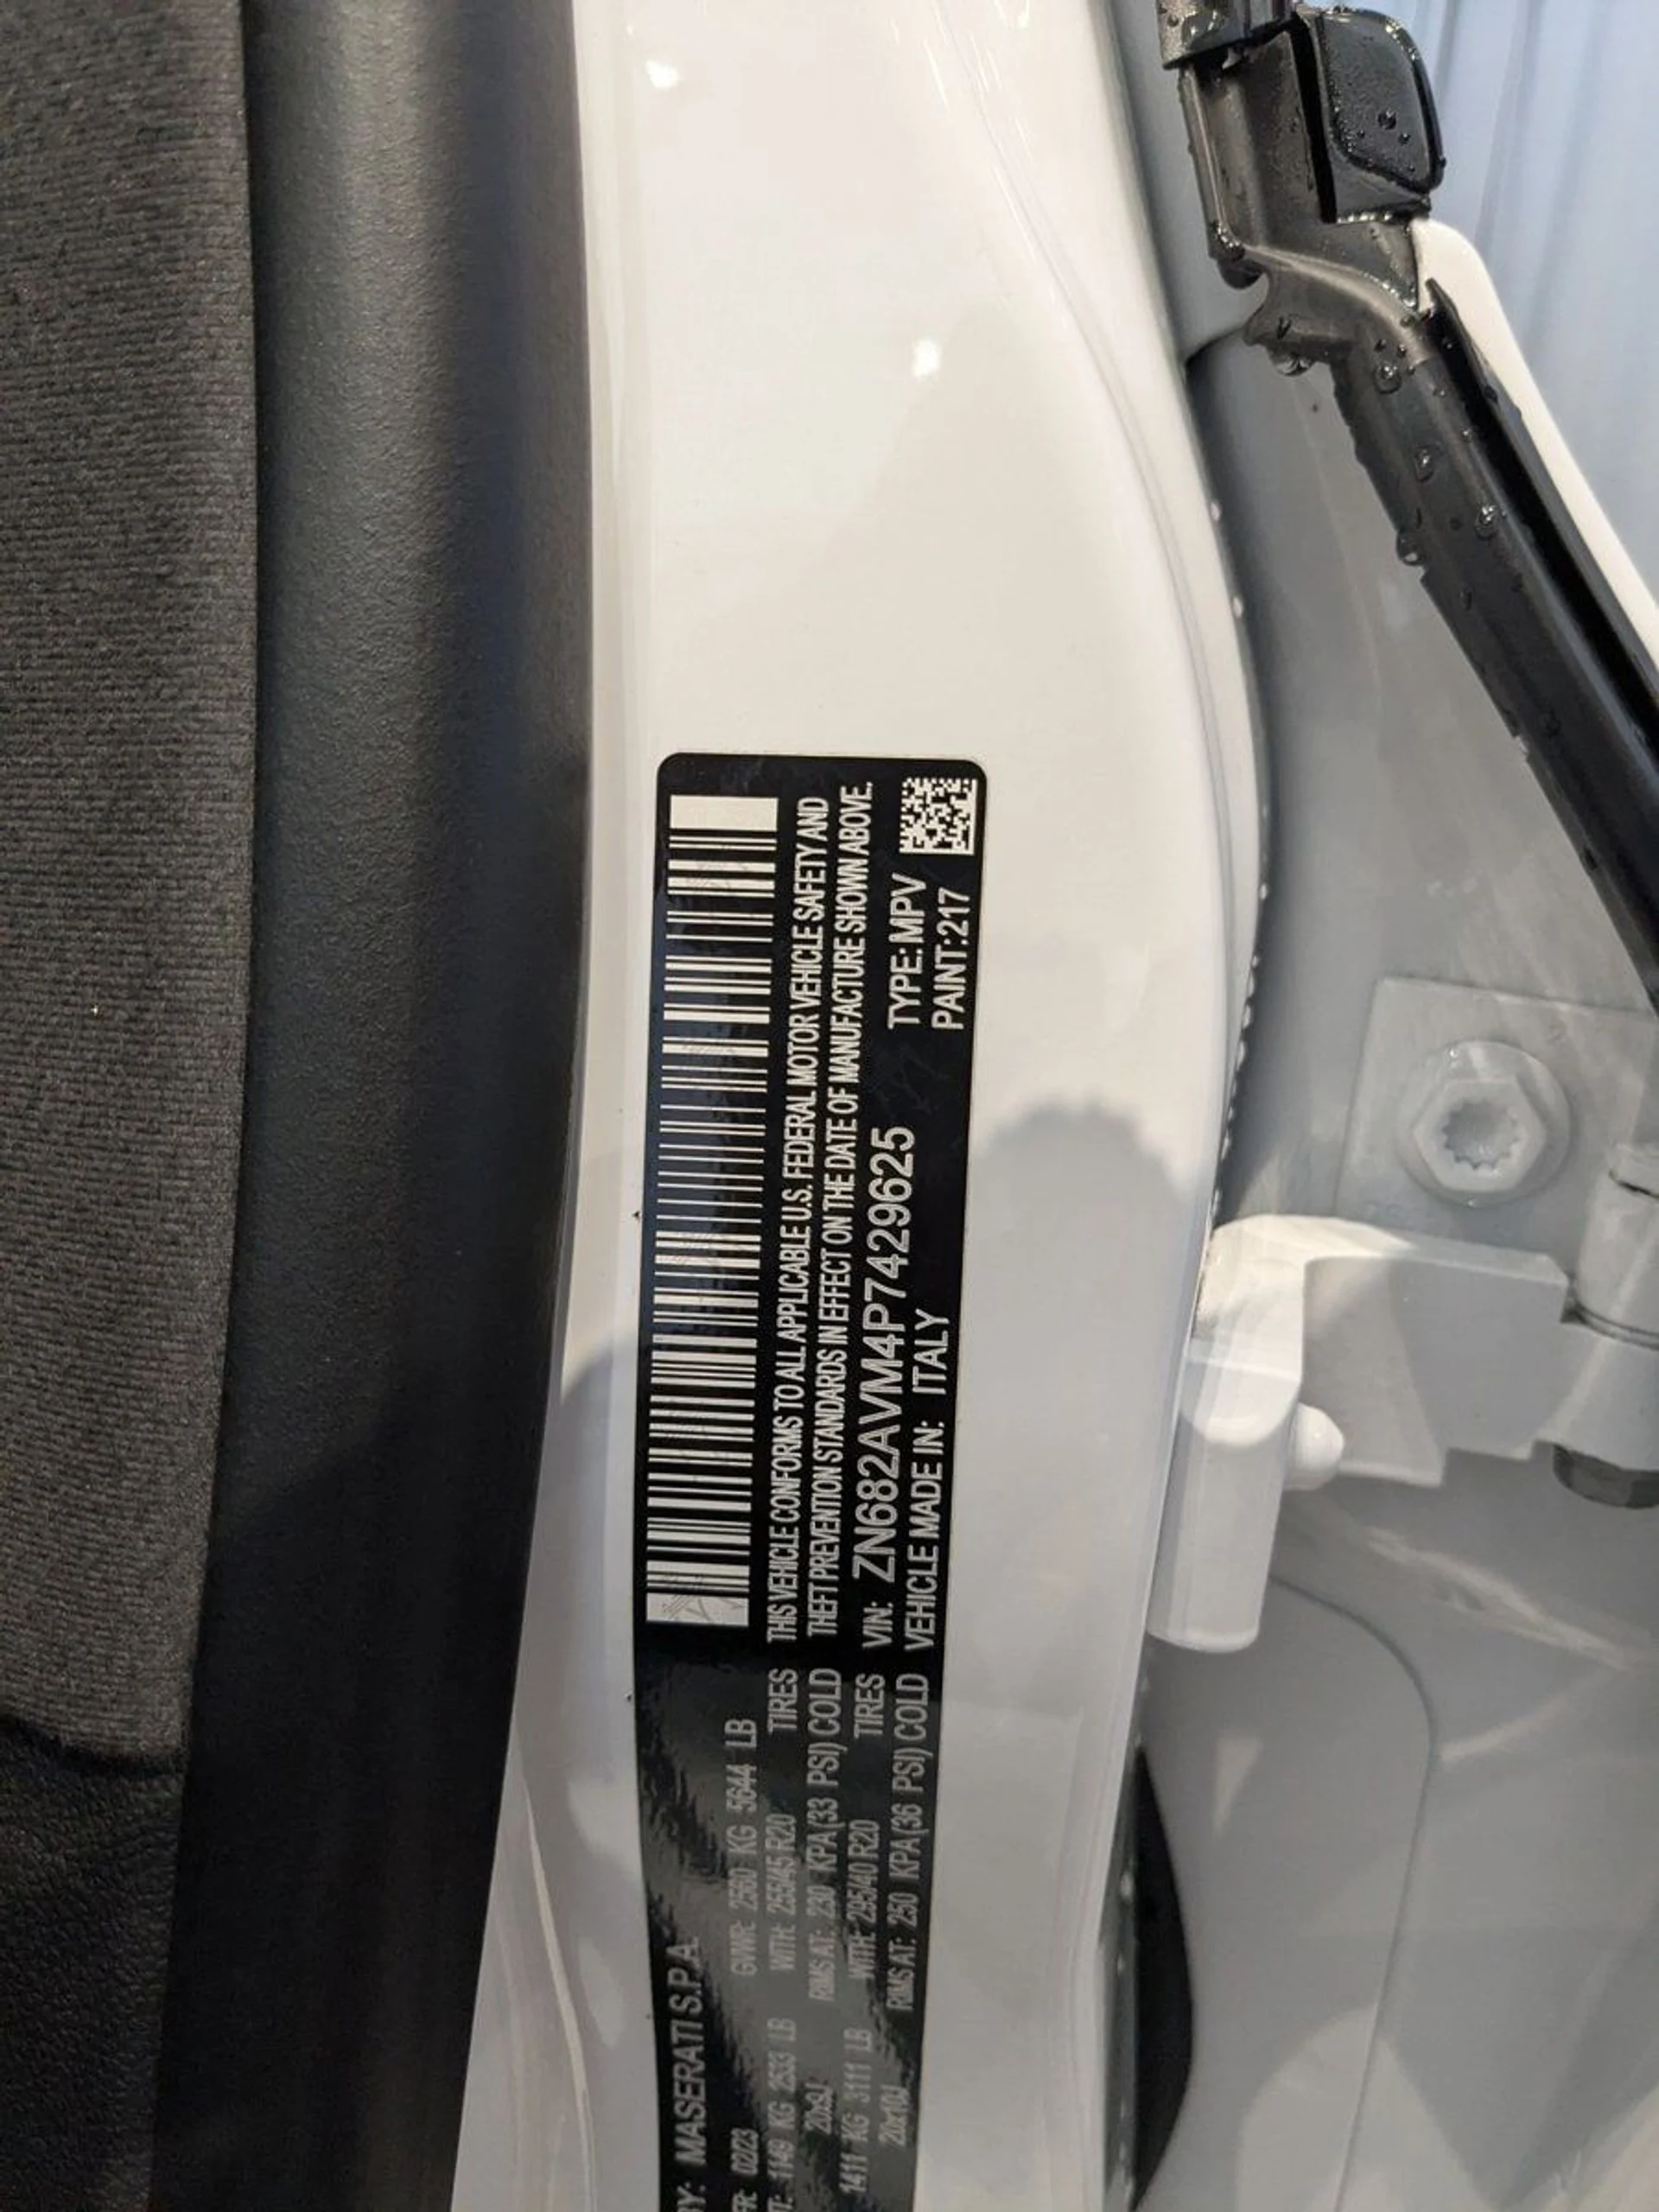 MASERATI S.P.A
0223 GVWR: 2560 KG 5644 LB
1149 KG 2533 LB WITH: 255/45 R20 TIRES
20x9J RIMS AT: 230 KPA (33 PSI) COLD
1411 KG 3111 LB WITH: 295/40 R20 TIRES
20x10J RIMS AT: 250 KPA (36 PSI) COLD
THIS VEHICLE CONFORMS TO ALL APPLICABLE U.S. FEDERAL MOTOR VEHICLE SAFETY AND
THEFT PREVENTION STANDARDS IN EFFECT ON THE DATE OF MANUFACTURE SHOWN ABOVE.
VIN: ZN682AVM4P7429625 TYPE: MPV
VEHICLE MADE IN: ITALY PAINT:217